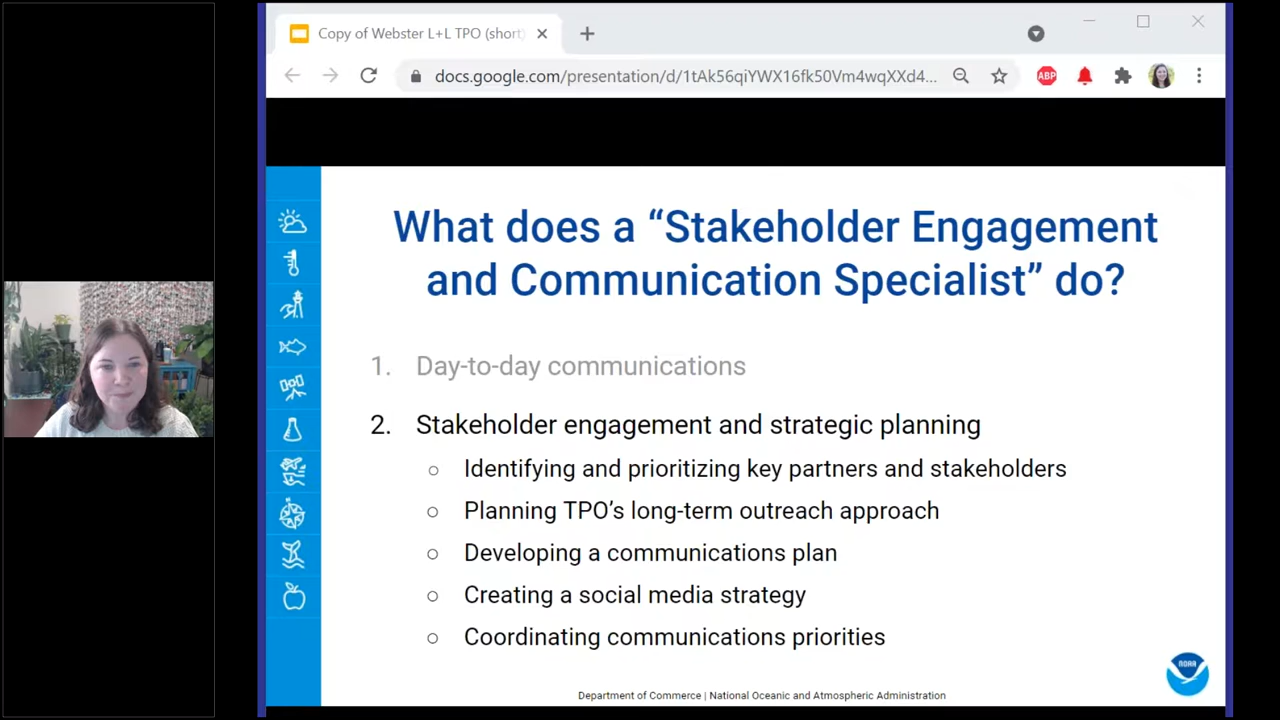 Copy of Webster L+L TPO (short)
docs.google.com/presentation/d/1tAk56qiYWX16fk50Vm4wqXXd4...
ABP
What does a “Stakeholder Engagement
and Communication Specialist” do?
1. Day-to-day communications
2. Stakeholder engagement and strategic planning
○ Identifying and prioritizing key partners and stakeholders
○ Planning TPO’s long-term outreach approach
○ Developing a communications plan
○ Creating a social media strategy
○ Coordinating communications priorities
NOAA
Department of Commerce | National Oceanic and Atmospheric Administration